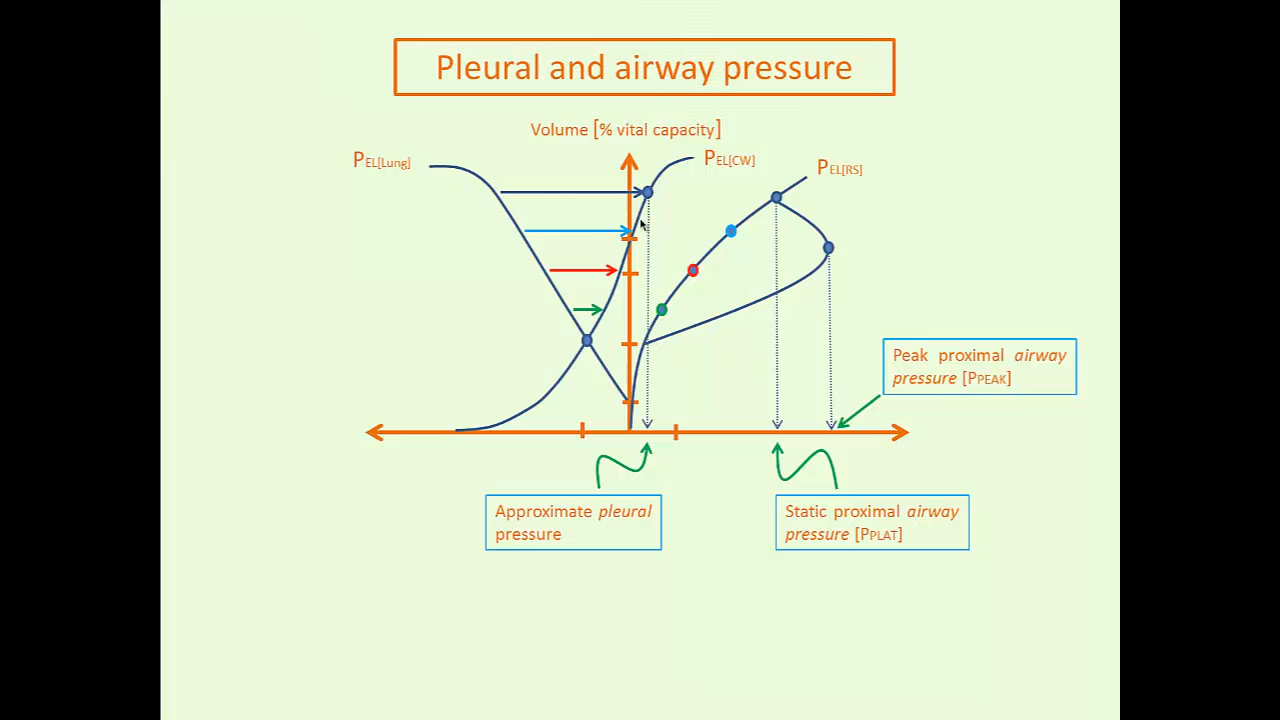 Pleural and airway pressure
Volume [% vital capacity]
PEL[Lung]
PEL[CW]
PEL[RS]
Peak proximal airway
pressure [PPEAK]
Approximate pleural
pressure
Static proximal airway
pressure [PPLAT]